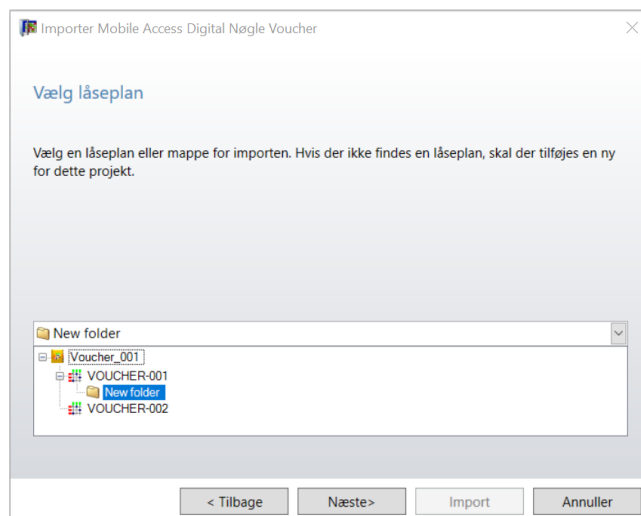 Importer Mobile Access Digital Nøgle Voucher
Vælg låseplan
Vælg en låseplan eller mappe for importen. Hvis der ikke findes en låseplan, skal der tilføjes en ny
for dette projekt.
New folder
Voucher_001
VOUCHER-001
New folder
VOUCHER-002
< Tilbage
Næste>
Import
Annuller